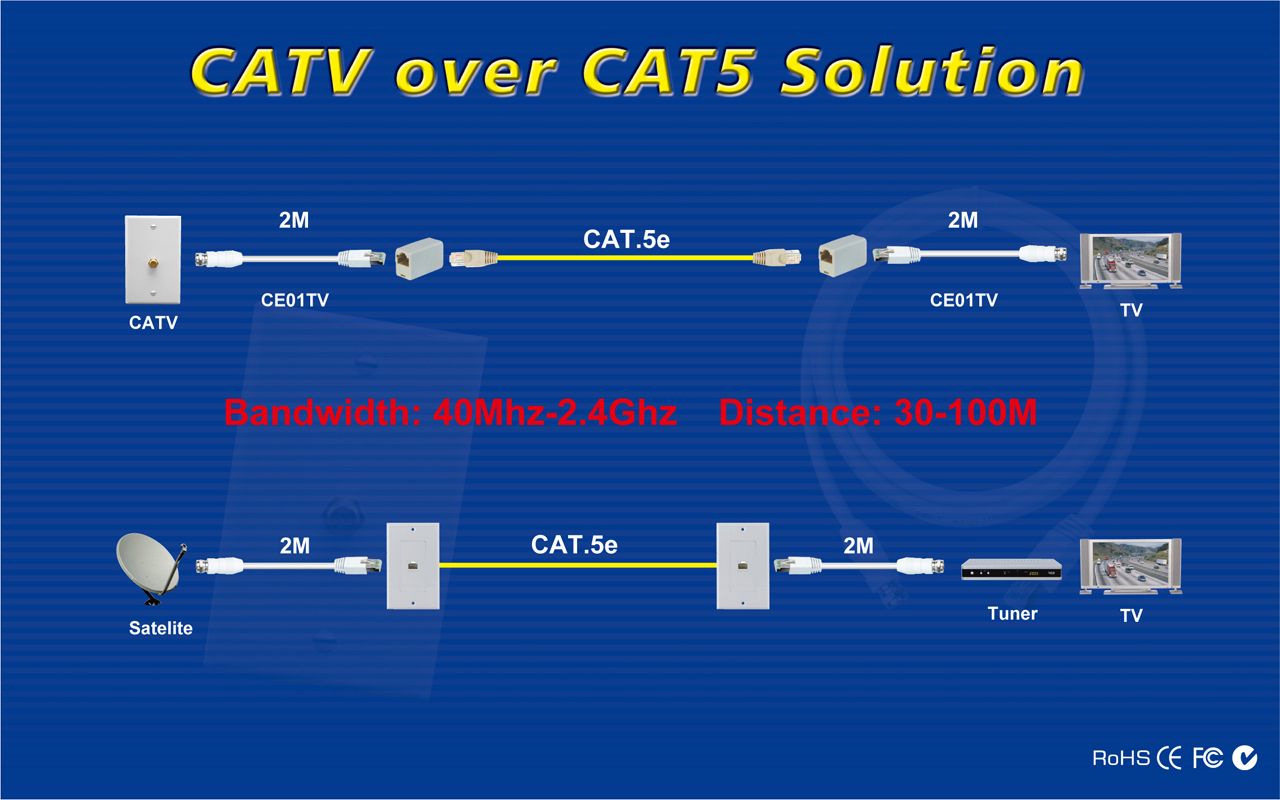 CATV over CAT5 Solution
2M
CAT.5e
2M
CE01TV
CE01TV
CATV
TV
Bandwidth: 40Mhz-2.4Ghz Distance: 30-100M
2M
CAT.5e
2M
Satelite
Tuner
TV
RoHS CE FC